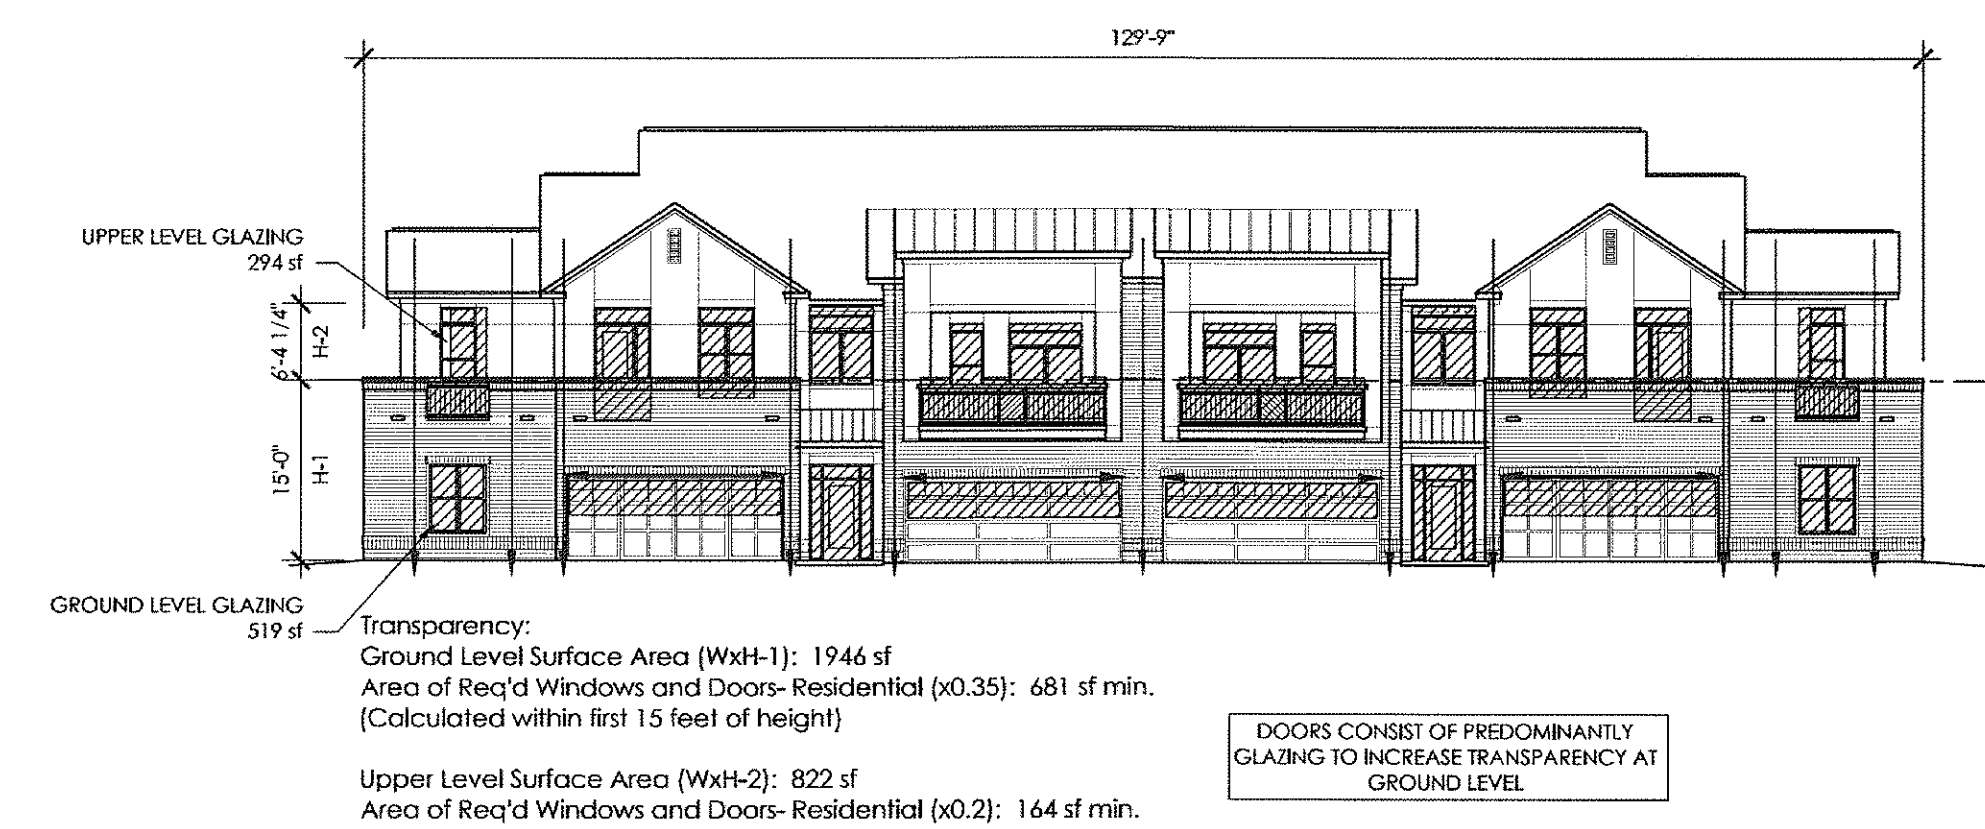 129'-9"
UPPER LEVEL GLAZING
294 sf
6'-4 1/4"
H-2
15'-0"
H-1
GROUND LEVEL GLAZING
519 sf
Transparency:
Ground Level Surface Area (WxH-1): 1946 sf
Area of Req'd Windows and Doors- Residential (x0.35): 681 sf min.
(Calculated within first 15 feet of height)
Upper Level Surface Area (WxH-2): 822 sf
Area of Req'd Windows and Doors- Residential (x0.2): 164 sf min.
DOORS CONSIST OF PREDOMINANTLY
GLAZING TO INCREASE TRANSPARENCY AT
GROUND LEVEL